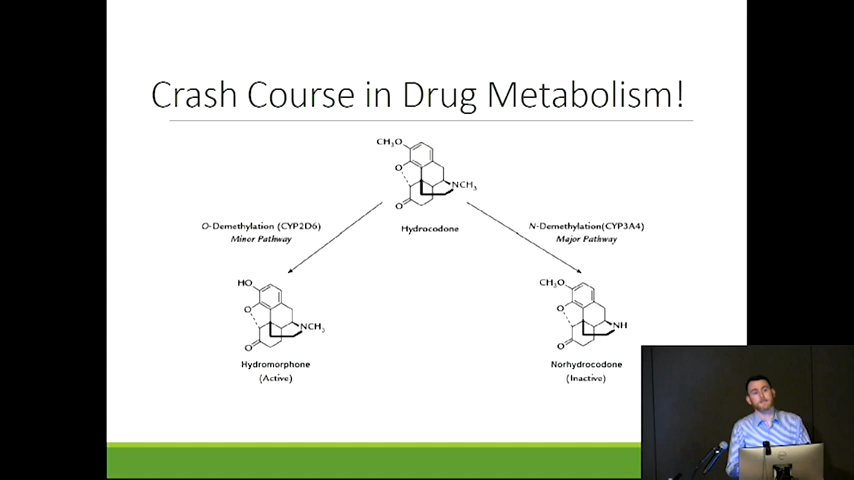 Crash Course in Drug Metabolism!
CH₃O
O
NCH₃
O
Hydrocodone
O-Demethylation (CYP2D6)
Minor Pathway
N-Demethylation(CYP3A4)
Major Pathway
HO
O
NCH₃
O
Hydromorphone
(Active)
CH₃O
O
NH
O
Norhydrocodone
(Inactive)